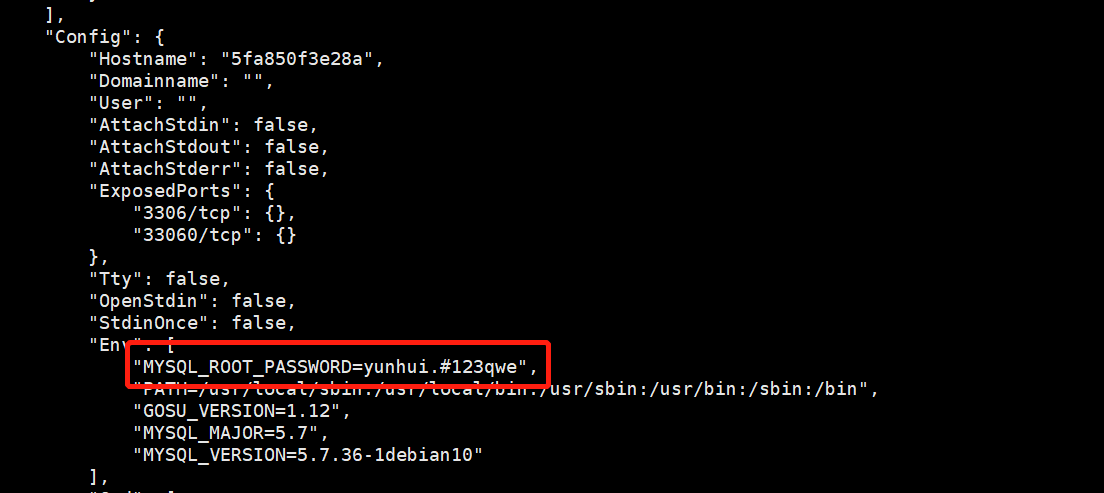 ],
"Config": {
"Hostname": "5fa850f3e28a",
"Domainname": "",
"User": "",
"AttachStdin": false,
"AttachStdout": false,
"AttachStderr": false,
"ExposedPorts": {
"3306/tcp": {},
"33060/tcp": {}
},
"Tty": false,
"OpenStdin": false,
"StdinOnce": false,
"Env": [
"MYSQL_ROOT_PASSWORD=yunhui.#123qwe",
"PATH=/usr/local/sbin:/usr/local/bin:/usr/sbin:/usr/bin:/sbin:/bin",
"GOSU_VERSION=1.12",
"MYSQL_MAJOR=5.7",
"MYSQL_VERSION=5.7.36-1debian10"
],